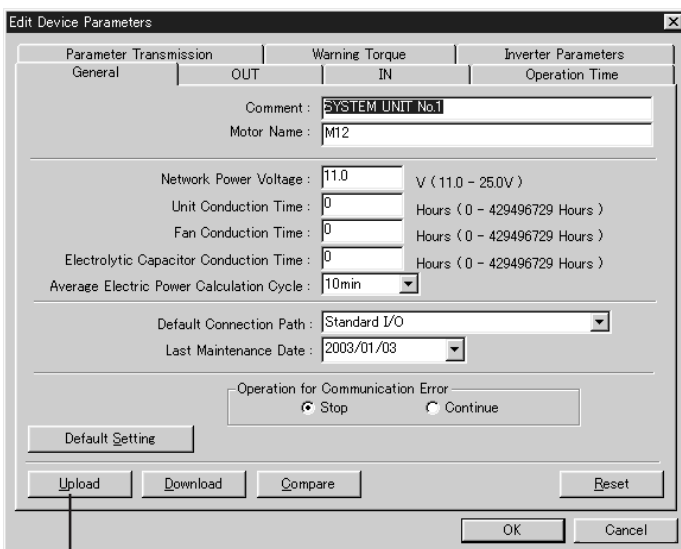 Edit Device Parameters
Parameter Transmission Warning Torque Inverter Parameters
General OUT IN Operation Time
Comment : SYSTEM UNIT No.1
Motor Name : M12
Network Power Voltage : 11.0 V ( 11.0 - 25.0V )
Unit Conduction Time : 0 Hours ( 0 - 429496729 Hours )
Fan Conduction Time : 0 Hours ( 0 - 429496729 Hours )
Electrolytic Capacitor Conduction Time : 0 Hours ( 0 - 429496729 Hours )
Average Electric Power Calculation Cycle : 10min
Default Connection Path : Standard I/O
Last Maintenance Date : 2003/01/03
Operation for Communication Error
Stop Continue
Default Setting
Upload Download Compare Reset
OK Cancel